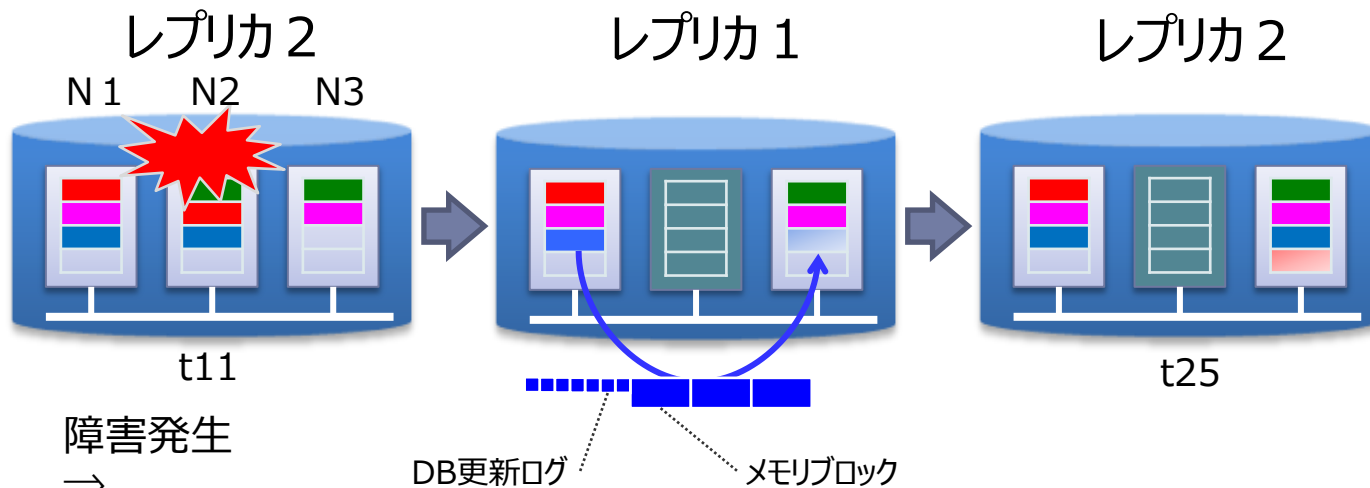 レプリカ２
レプリカ１
レプリカ２
N１
N2
N3
t11
t25
障害発生
→
DB更新ログ
メモリブロック